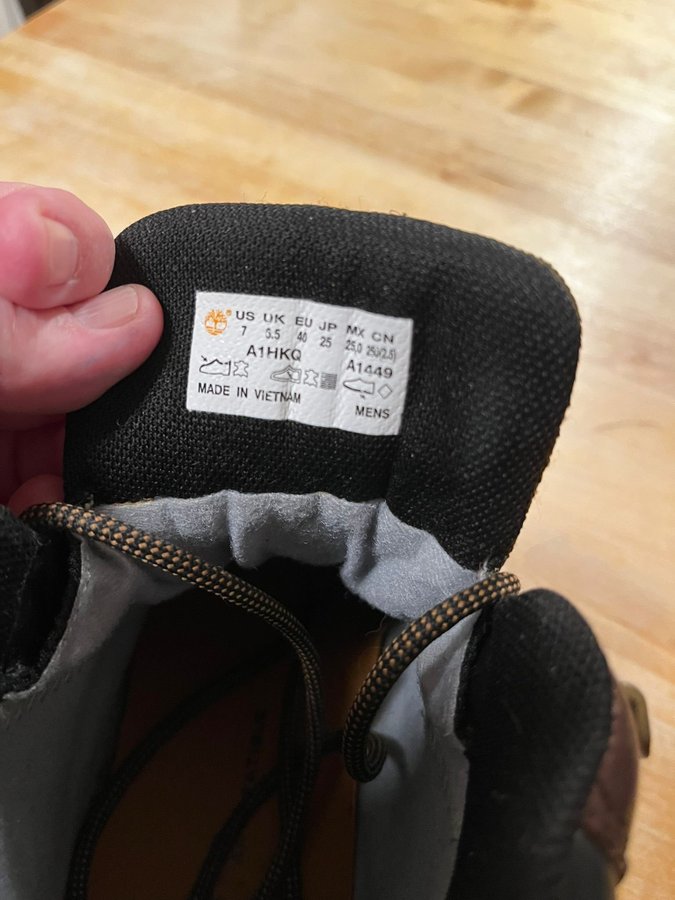 US UK EU JP MX CN
7 6.5 40 25 25.0 250(2.5)
A1HKQ A1449
MADE IN VIETNAM
MENS